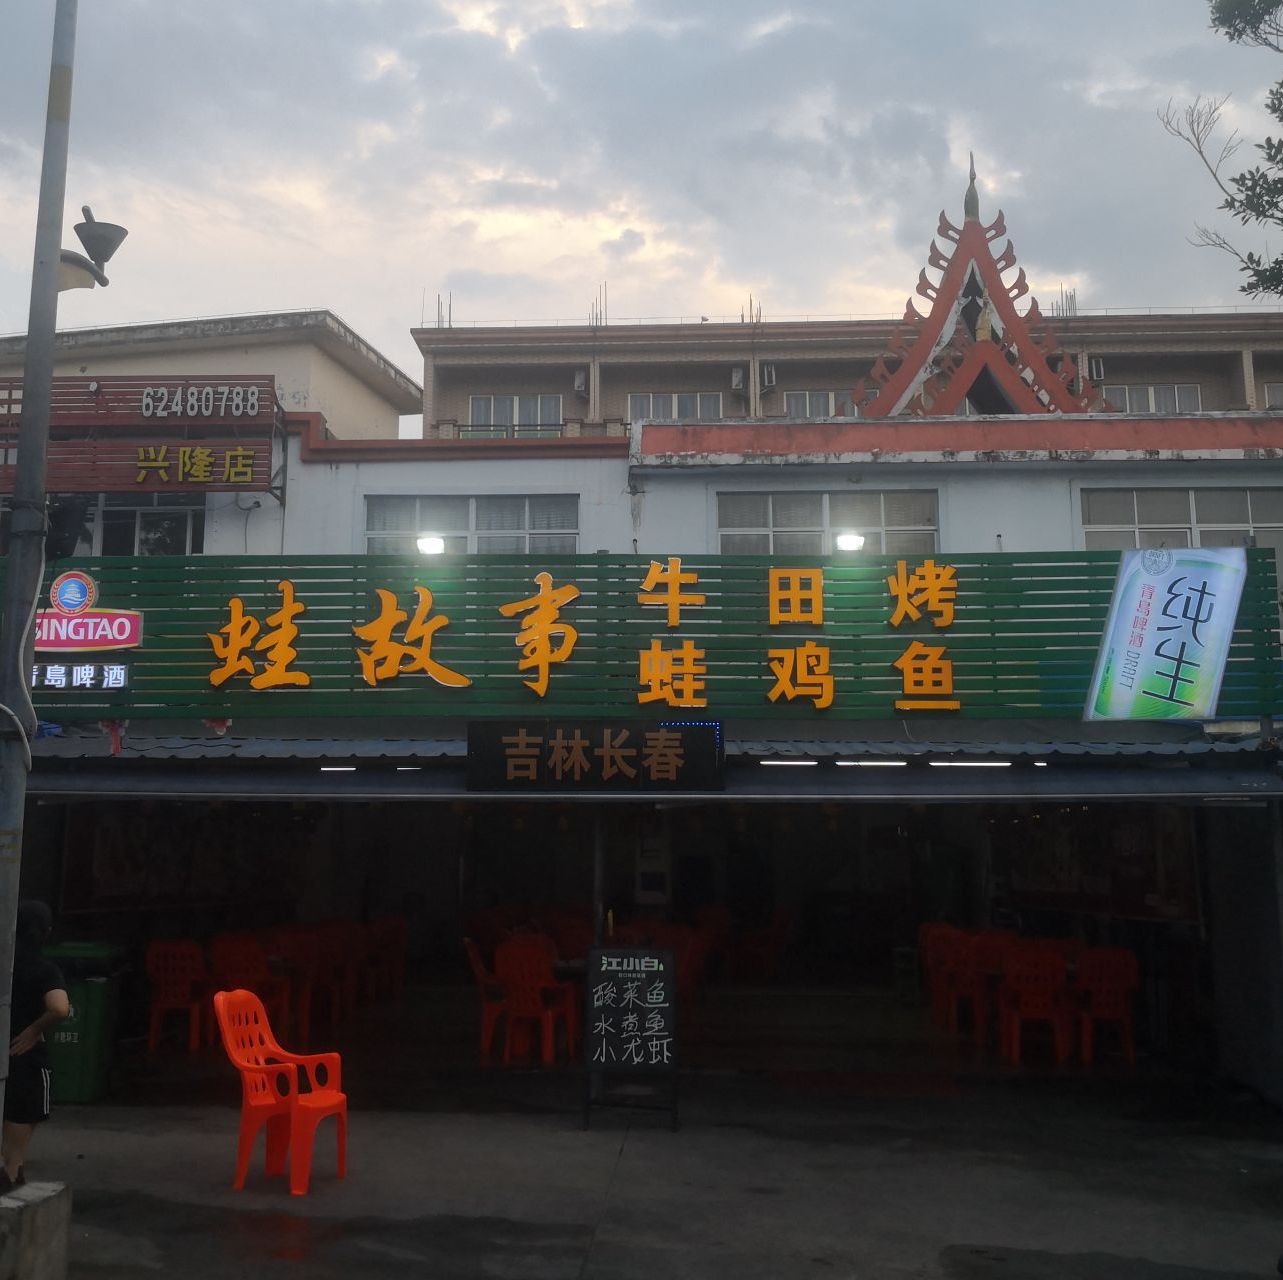 62480788
兴隆店
TSINGTAO
青岛啤酒
蛙故事
牛田烤
蛙鸡鱼
青岛啤酒 DRAFT
纯生
吉林长春
江小白
酸菜鱼
水煮鱼
小龙虾